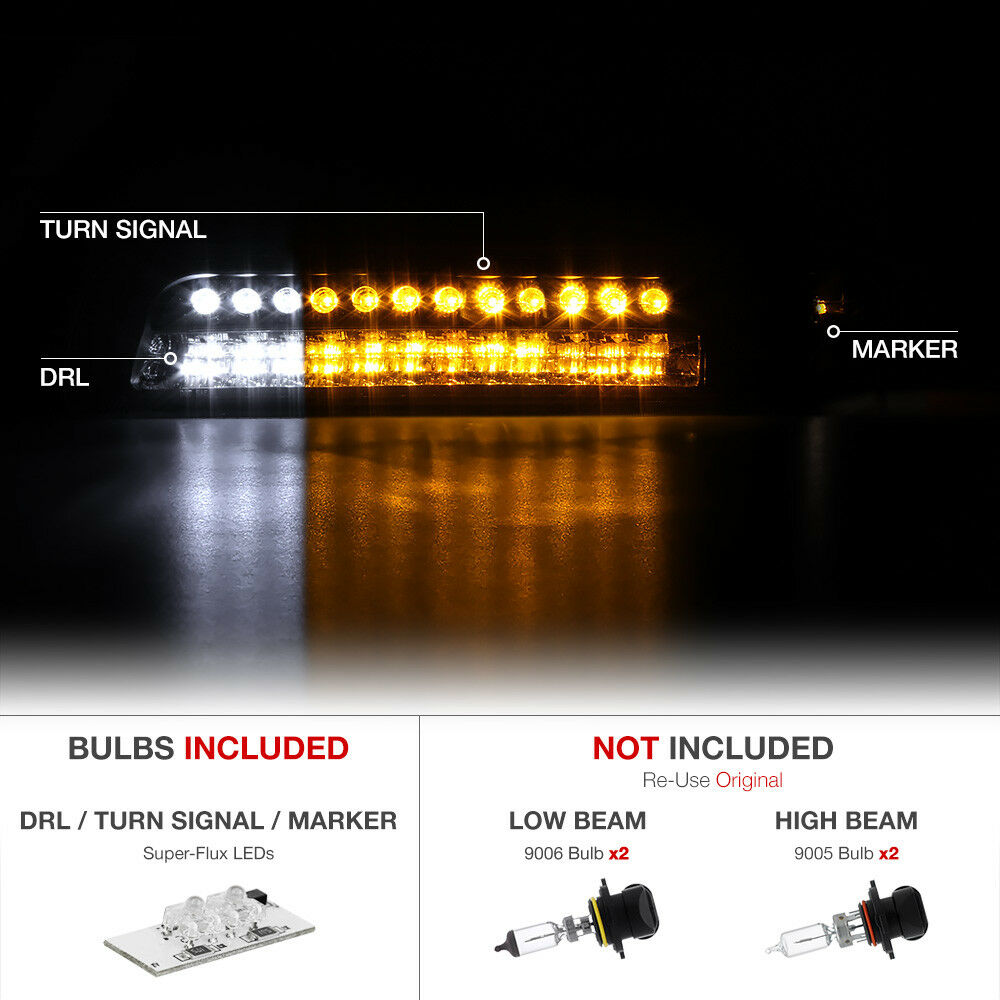 TURN SIGNAL
DRL
MARKER
BULBS INCLUDED
DRL / TURN SIGNAL / MARKER
Super-Flux LEDs
NOT INCLUDED
Re-Use Original
LOW BEAM
9006 Bulb x2
HIGH BEAM
9005 Bulb x2